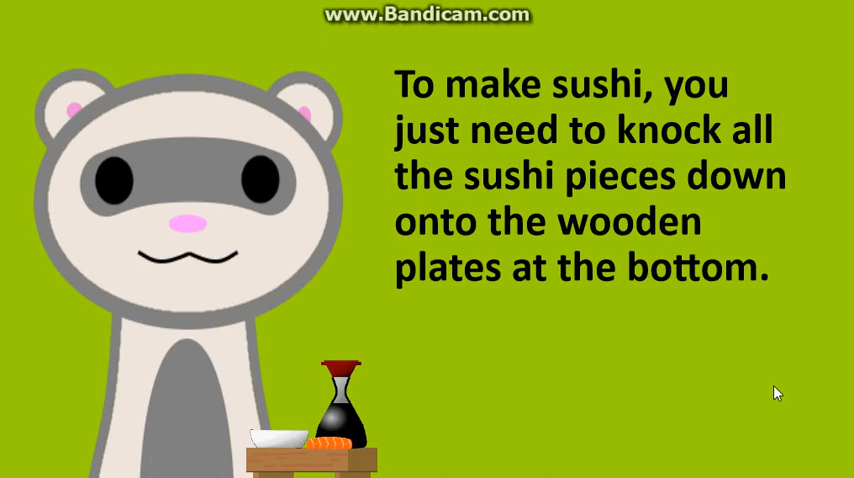 www.Bandicam.com
To make sushi, you
just need to knock all
the sushi pieces down
onto the wooden
plates at the bottom.